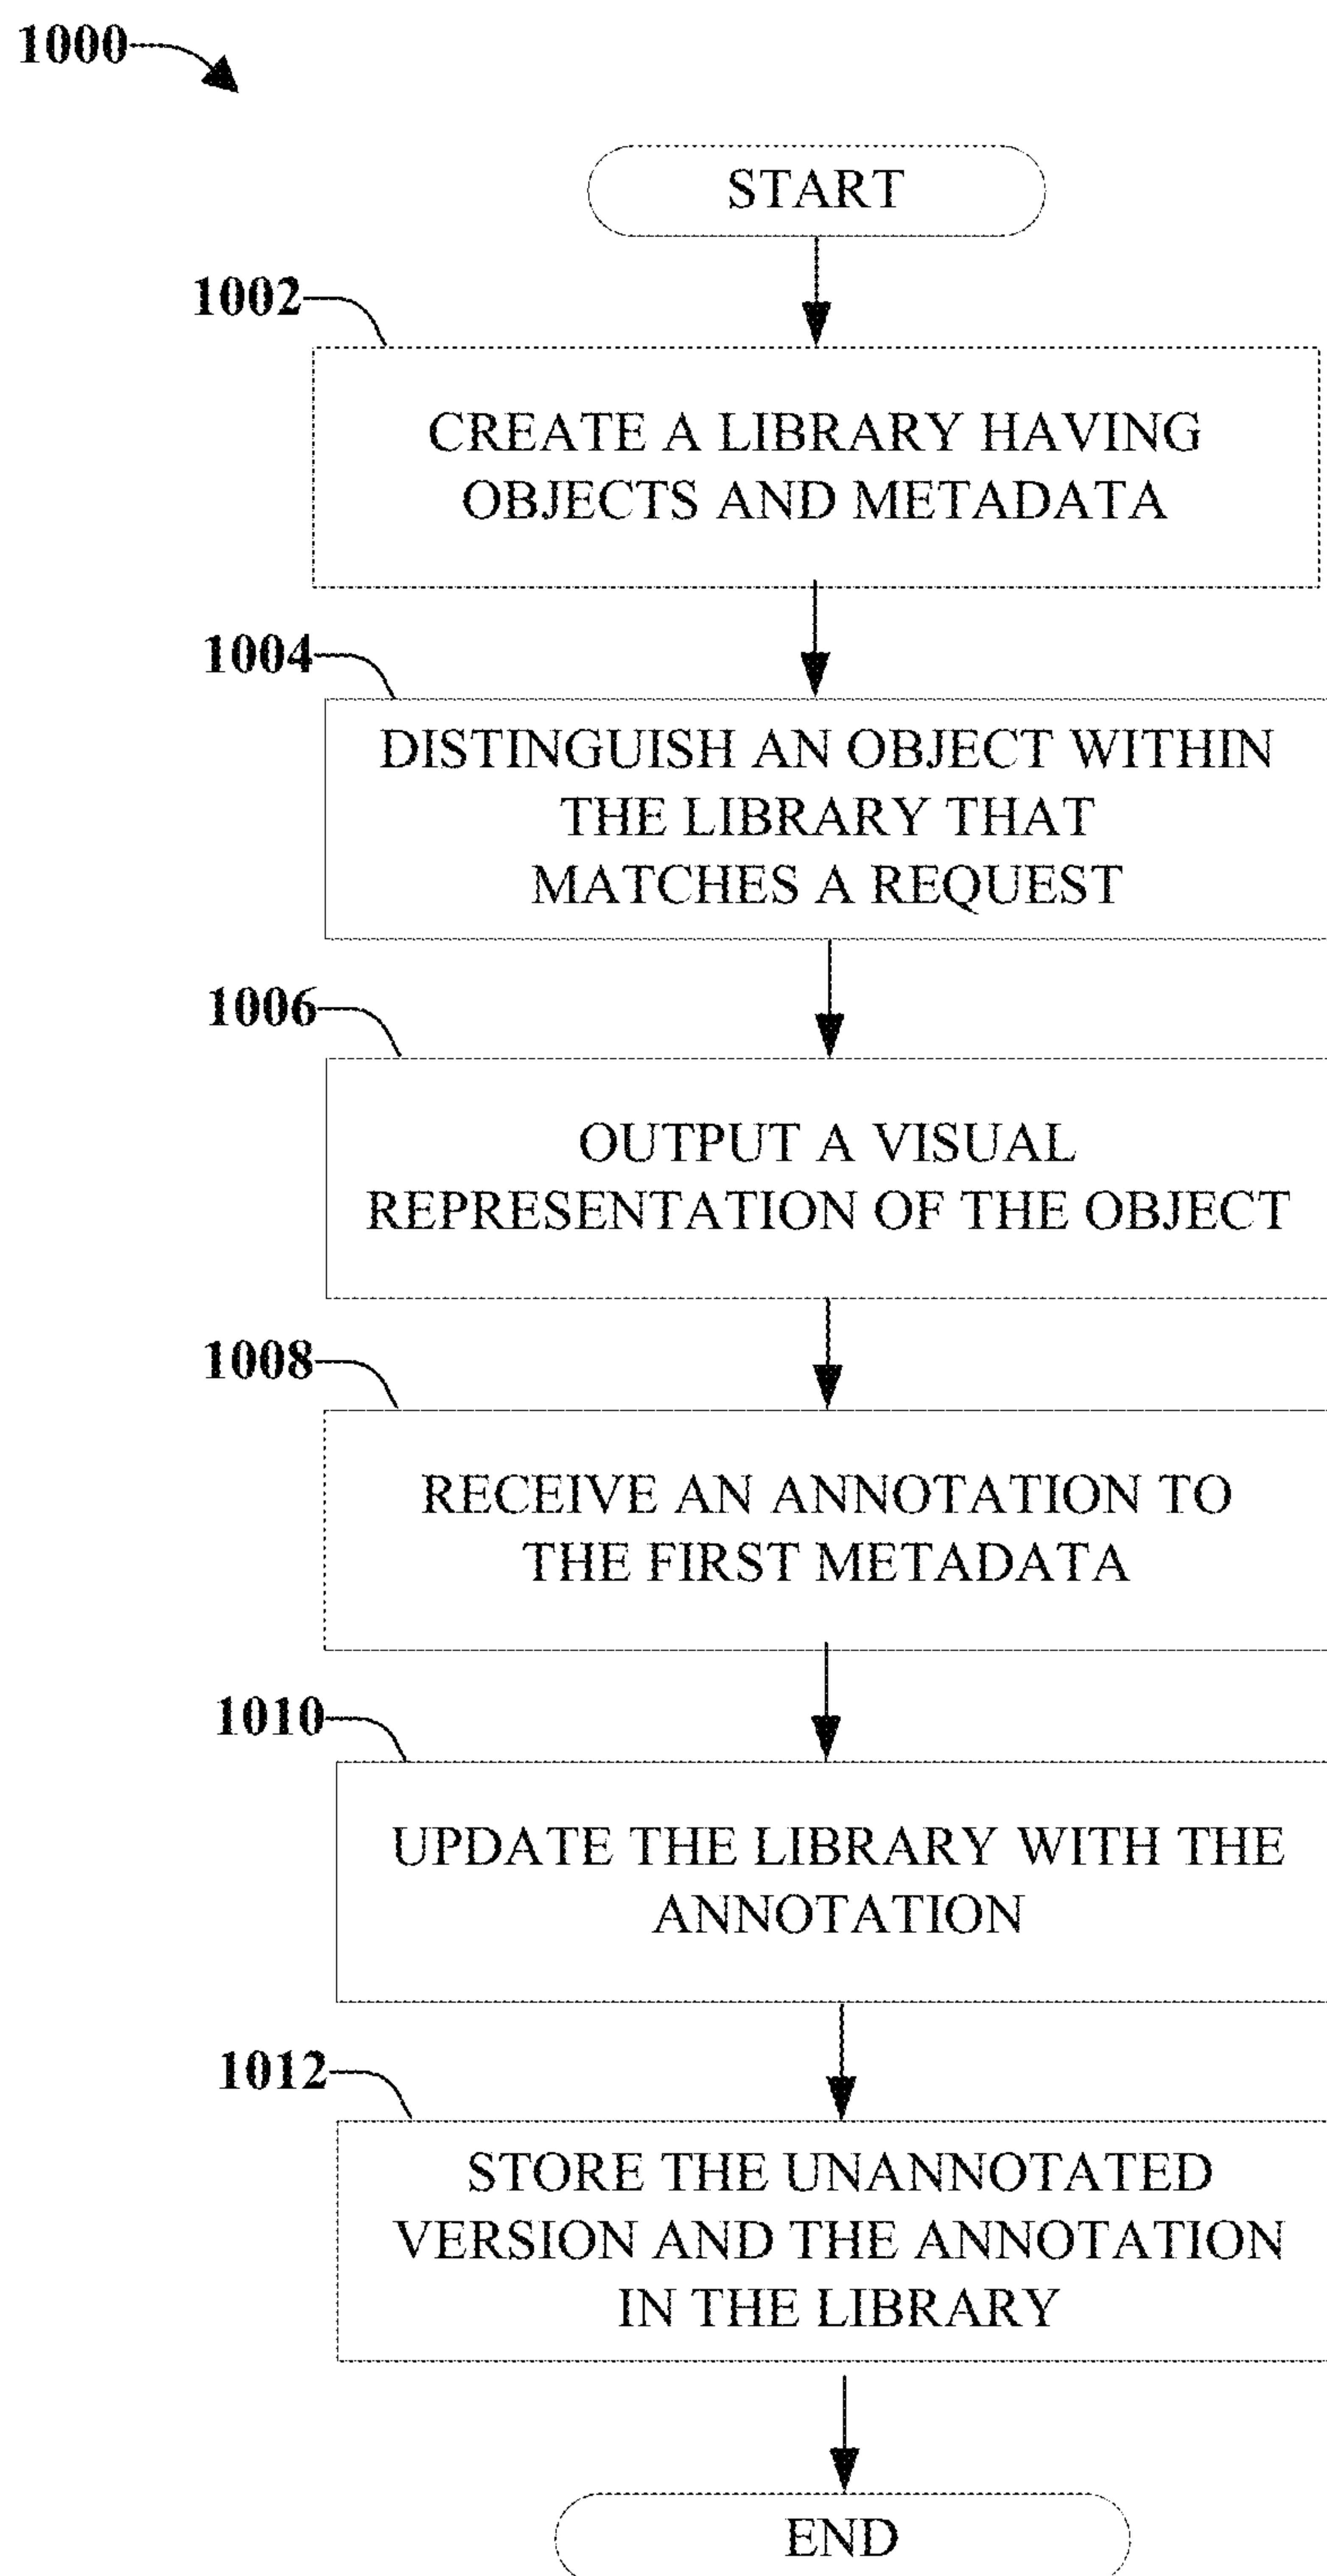 1000
START
1002
CREATE A LIBRARY HAVING
OBJECTS AND METADATA
1004
DISTINGUISH AN OBJECT WITHIN
THE LIBRARY THAT
MATCHES A REQUEST
1006
OUTPUT A VISUAL
REPRESENTATION OF THE OBJECT
1008
RECEIVE AN ANNOTATION TO
THE FIRST METADATA
1010
UPDATE THE LIBRARY WITH THE
ANNOTATION
1012
STORE THE UNANNOTATED
VERSION AND THE ANNOTATION
IN THE LIBRARY
END